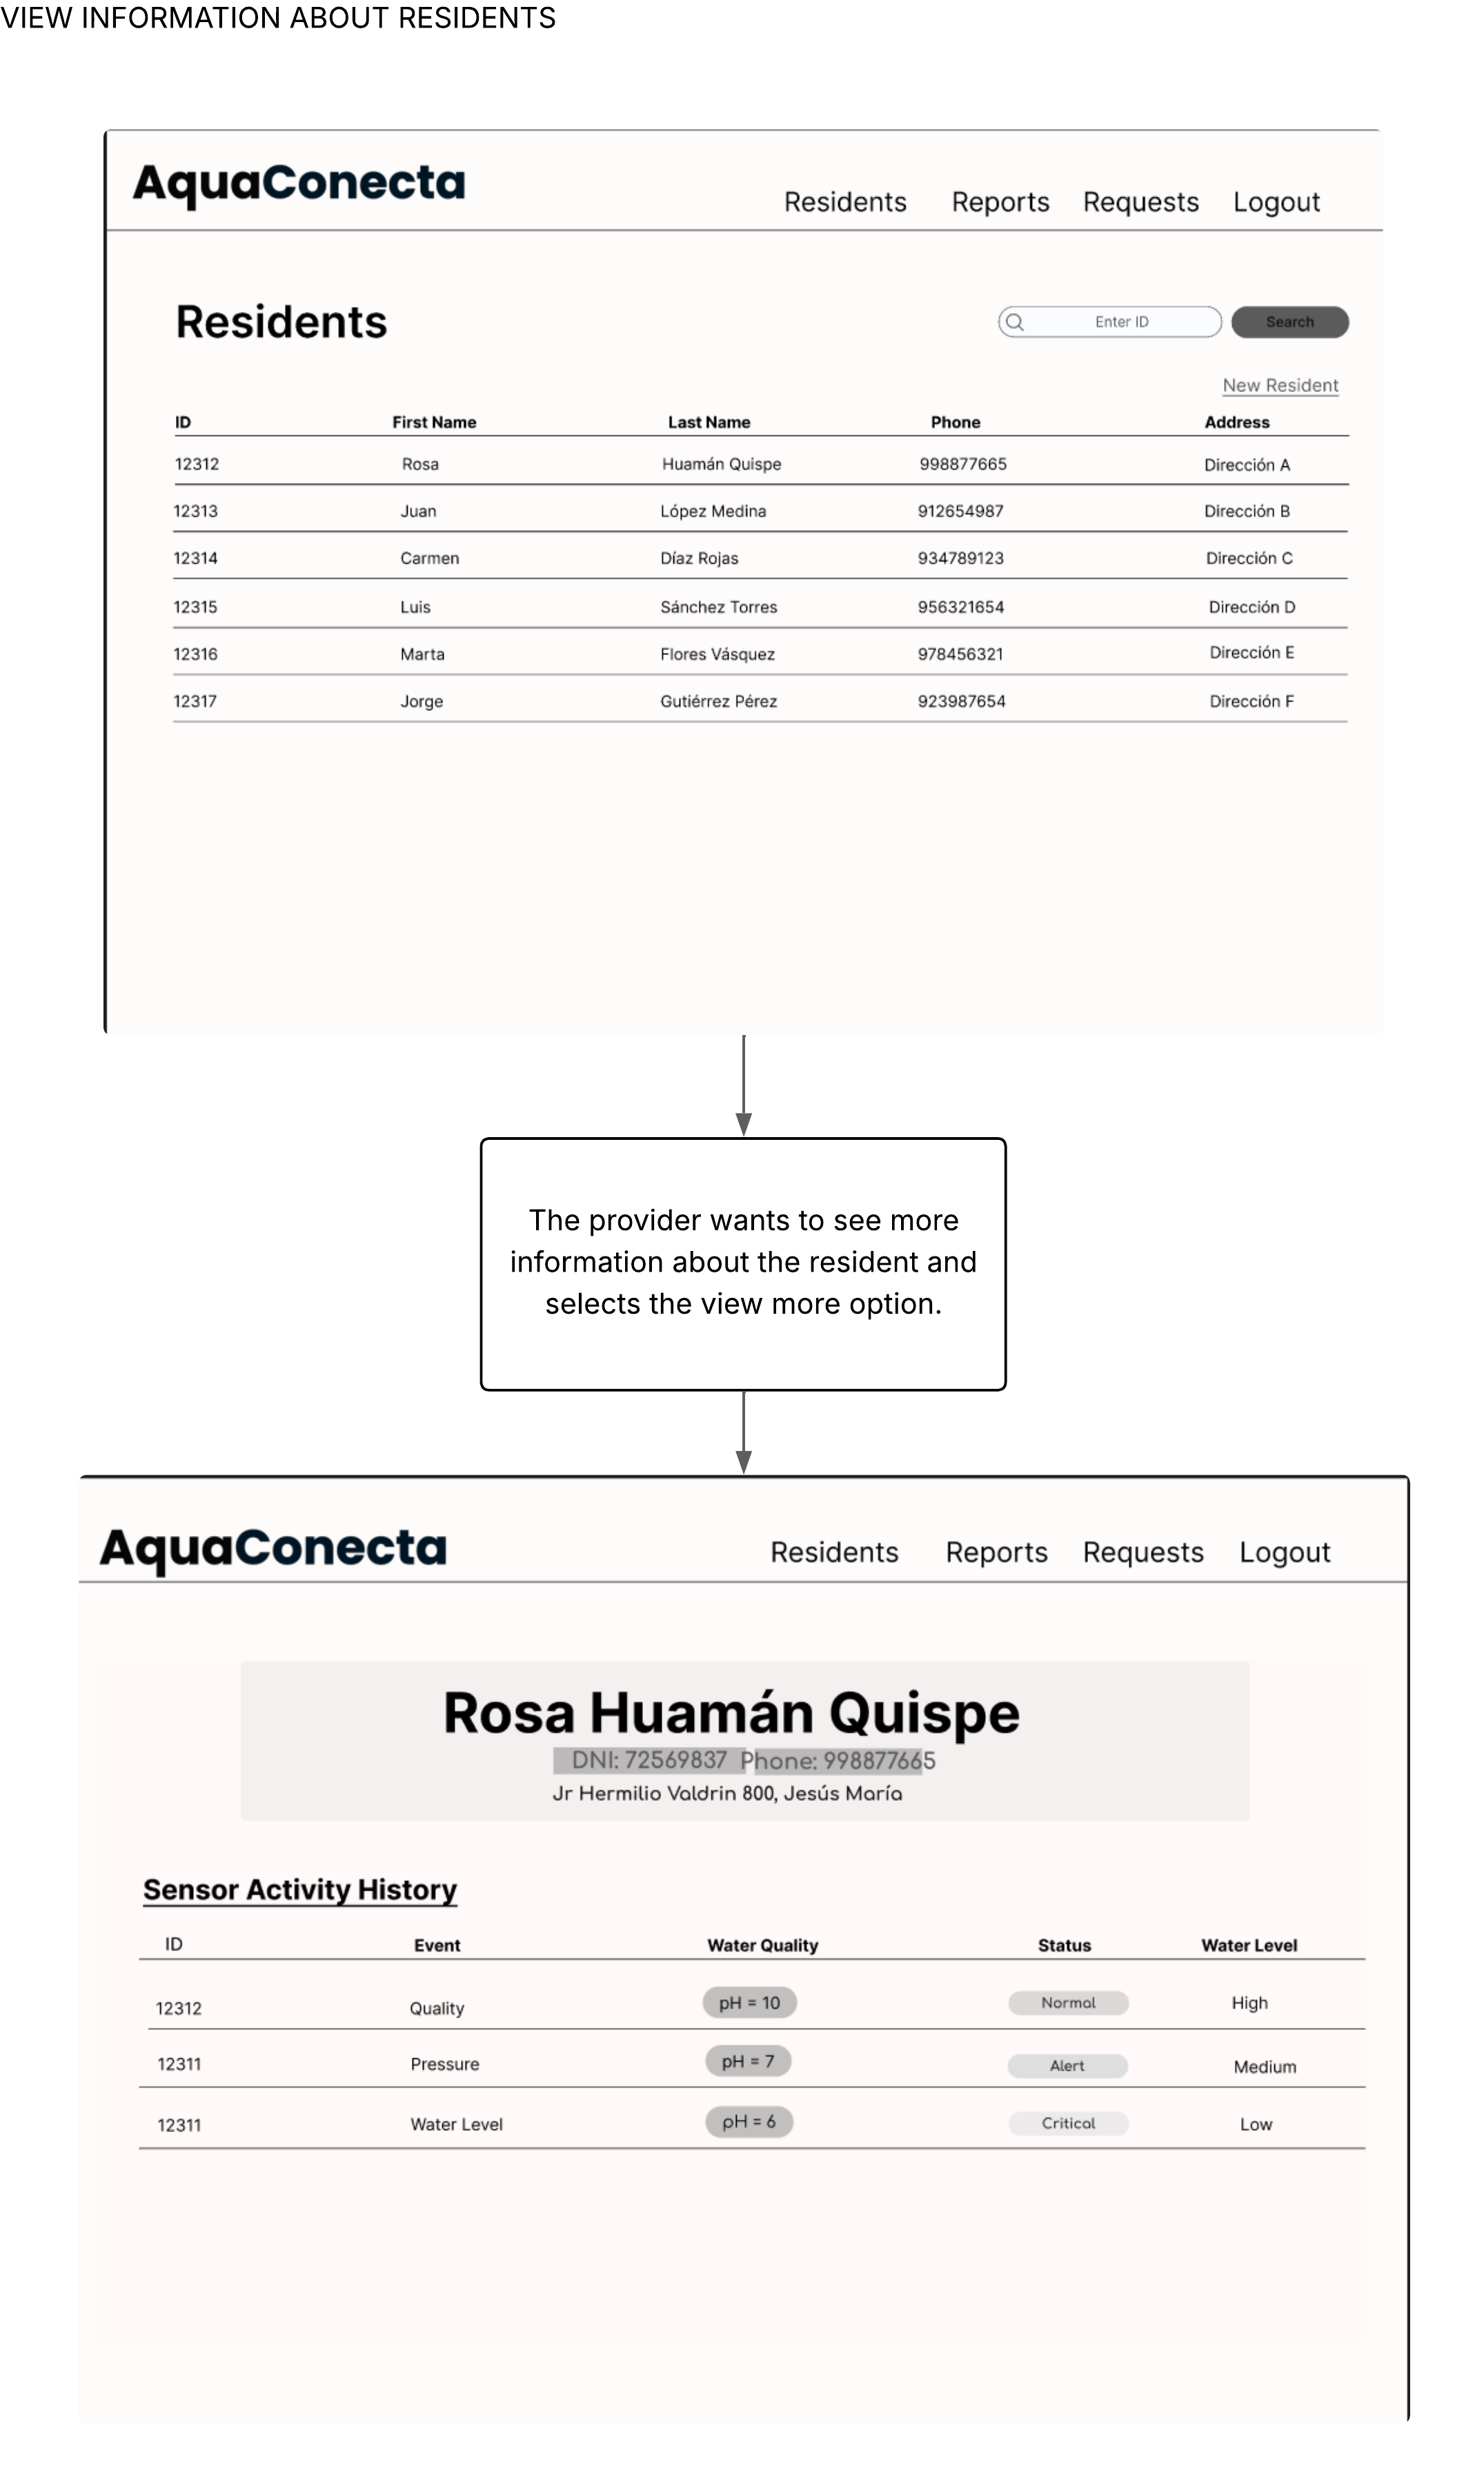 VIEW INFORMATION ABOUT RESIDENTS
AquaConecta
Residents Reports Requests Logout
Residents
Enter ID Search
New Resident
ID First Name Last Name Phone Address
12312 Rosa Huamán Quispe 998877665 Dirección A
12313 Juan López Medina 912654987 Dirección B
12314 Carmen Díaz Rojas 934789123 Dirección C
12315 Luis Sánchez Torres 956321654 Dirección D
12316 Marta Flores Vásquez 978456321 Dirección E
12317 Jorge Gutiérrez Pérez 923987654 Dirección F
The provider wants to see more
information about the resident and
selects the view more option.
AquaConecta
Residents Reports Requests Logout
Rosa Huamán Quispe
DNI: 72569837 Phone: 998877665
Jr Hermilio Valdrin 800, Jesús María
Sensor Activity History
ID Event Water Quality Status Water Level
12312 Quality pH = 10 Normal High
12311 Pressure pH = 7 Alert Medium
12311 Water Level pH = 6 Critical Low